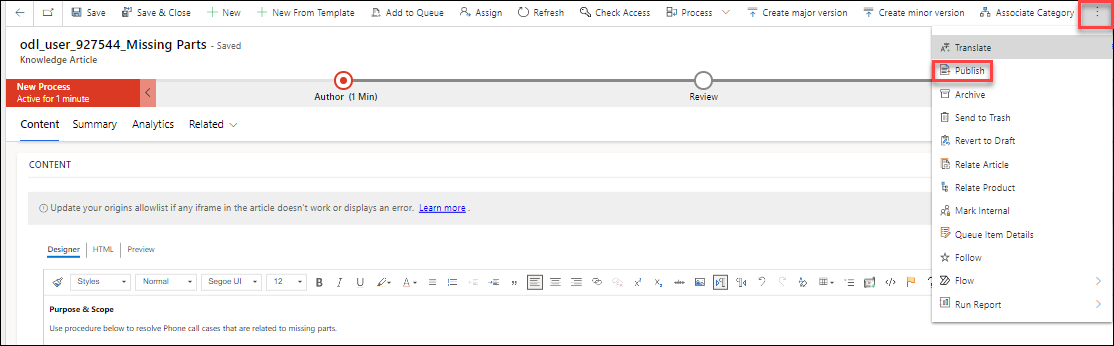 Save Save & Close New New From Template Add to Queue Assign Refresh Check Access Process Create major version Create minor version Associate Category
odl_user_927544_Missing Parts - Saved
Knowledge Article
New Process
Active for 1 minute
Author (1 Min)
Review
Content Summary Analytics Related
CONTENT
Update your origins allowlist if any iframe in the article doesn't work or displays an error. Learn more .
Designer HTML Preview
Styles Normal Segoe UI 12 B I U
Purpose & Scope
Use procedure below to resolve Phone call cases that are related to missing parts.
Translate
Publish
Archive
Send to Trash
Revert to Draft
Relate Article
Relate Product
Mark Internal
Queue Item Details
Follow
Flow
Run Report